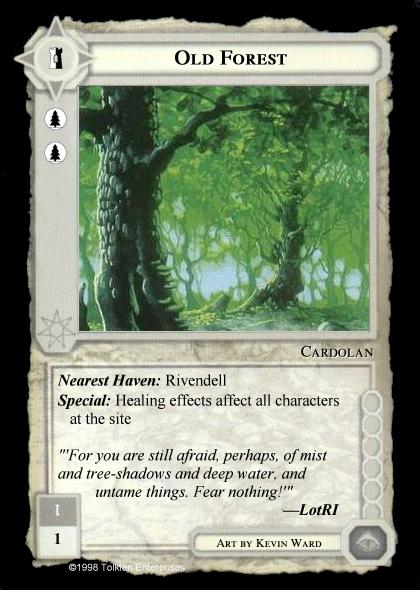 OLD FOREST
CARDOLAN
Nearest Haven: Rivendell
Special: Healing effects affect all characters
at the site
"'For you are still afraid, perhaps, of mist
and tree-shadows and deep water, and
untame things. Fear nothing!'"
—LotRI
1
1
ART BY KEVIN WARD
©1998 Tolkien Enterprises